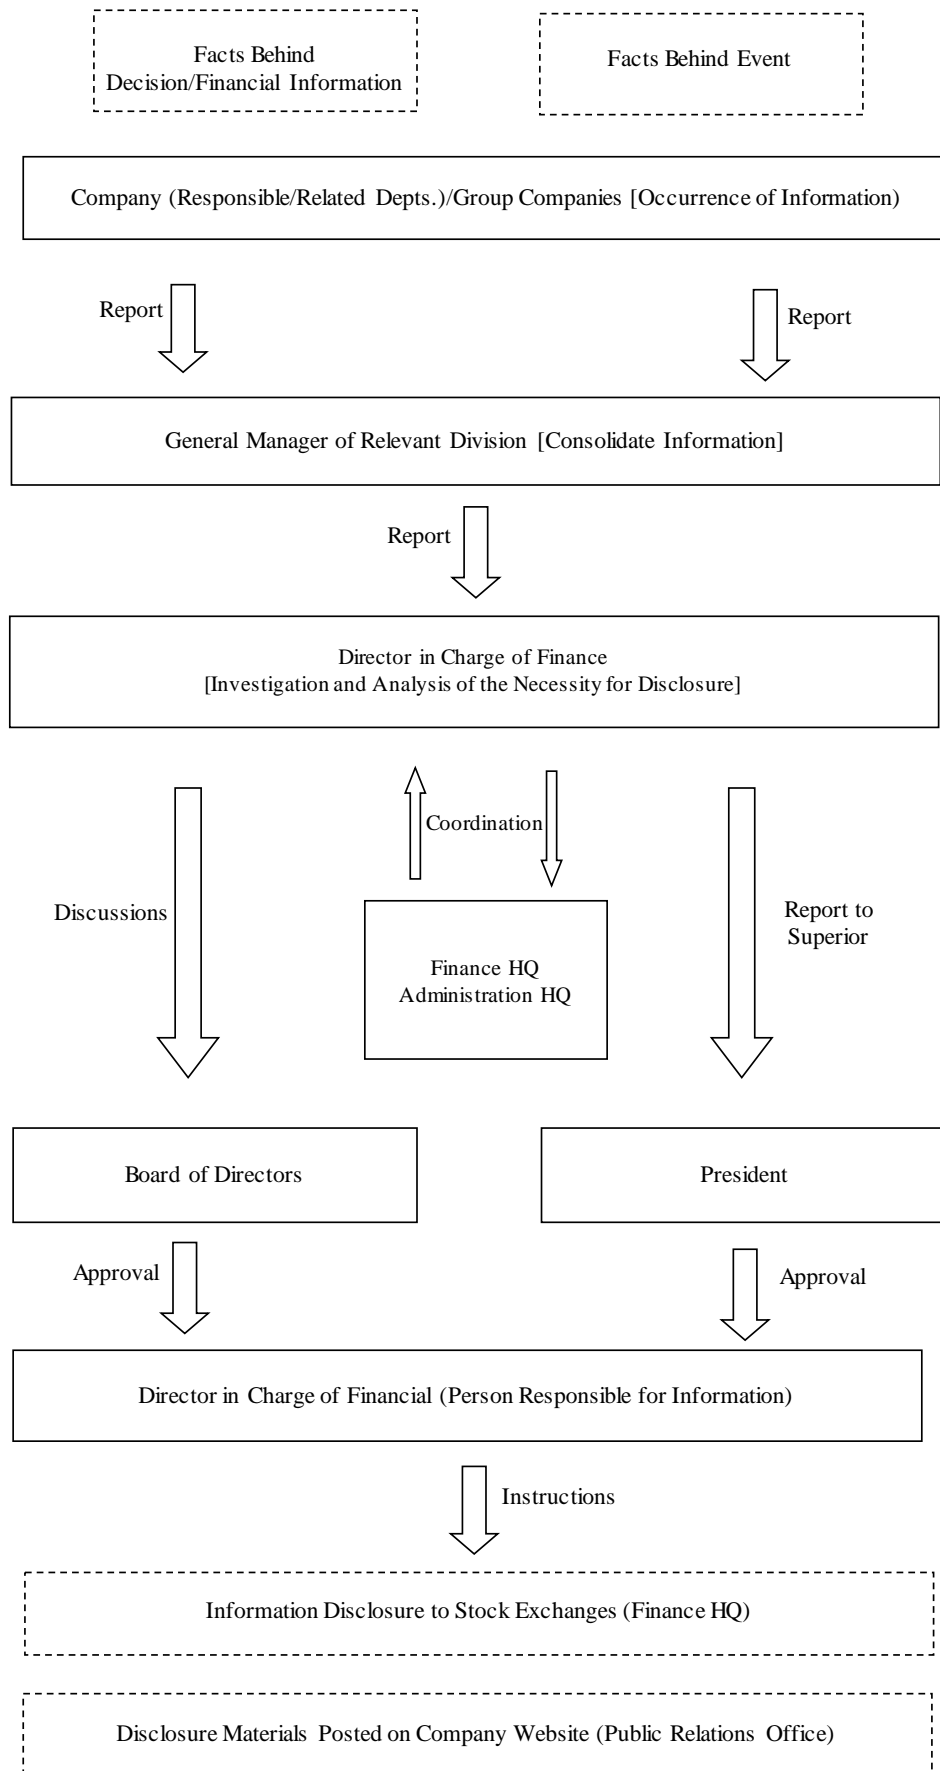 Facts Behind
Decision/Financial Information
Facts Behind Event
Company (Responsible/Related Depts.)/Group Companies [Occurrence of Information)
Report
Report
General Manager of Relevant Division [Consolidate Information]
Report
Director in Charge of Finance
[Investigation and Analysis of the Necessity for Disclosure]
Coordination
Discussions
Report to
Superior
Finance HQ
Administration HQ
Board of Directors
President
Approval
Approval
Director in Charge of Financial (Person Responsible for Information)
Instructions
Information Disclosure to Stock Exchanges (Finance HQ)
Disclosure Materials Posted on Company Website (Public Relations Office)